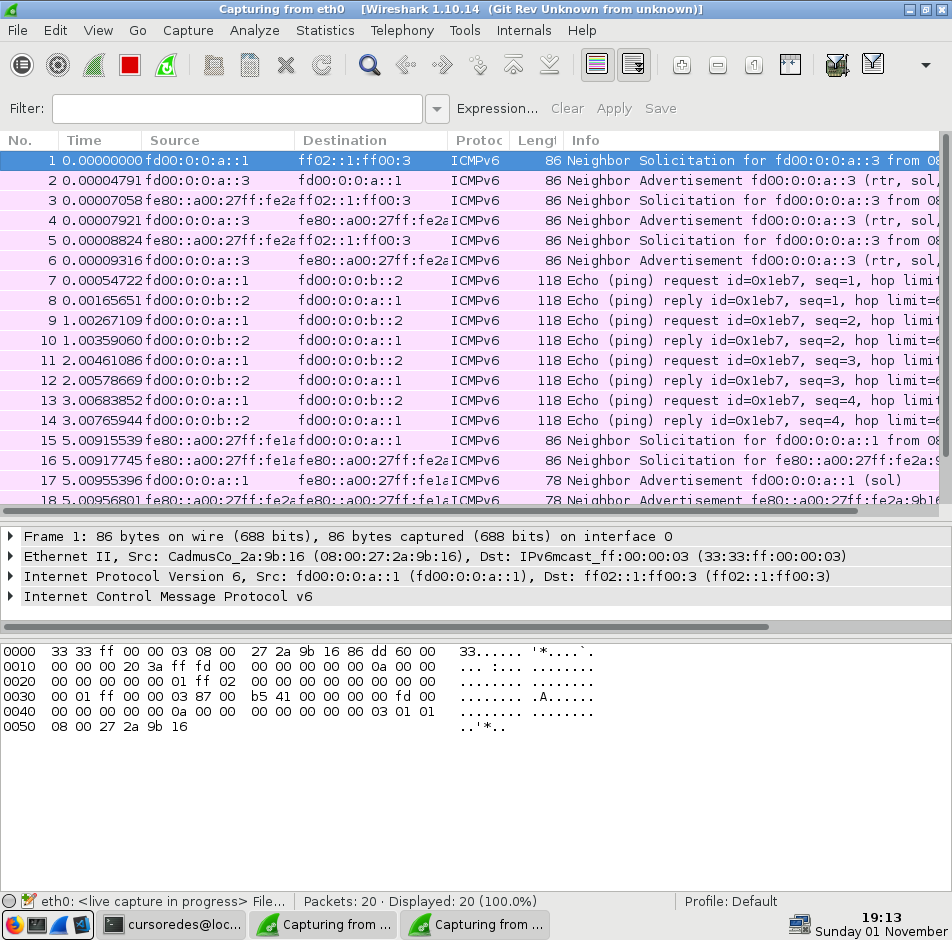 Capturing from eth0 [Wireshark 1.10.14 (Git Rev Unknown from unknown)]
File Edit View Go Capture Analyze Statistics Telephony Tools Internals Help
Filter: Expression... Clear Apply Save
No. Time Source Destination Protoc Lengt Info
1 0.00000000 fd00:0:0:a::1 ff02::1:ff00:3 ICMPv6 86 Neighbor Solicitation for fd00:0:0:a::3 from 08
2 0.00004791 fd00:0:0:a::3 fd00:0:0:a::1 ICMPv6 86 Neighbor Advertisement fd00:0:0:a::3 (rtr, sol,
3 0.00007058 fe80::a00:27ff:fe2a ff02::1:ff00:3 ICMPv6 86 Neighbor Solicitation for fd00:0:0:a::3 from 08
4 0.00007921 fd00:0:0:a::3 fe80::a00:27ff:fe2a ICMPv6 86 Neighbor Advertisement fd00:0:0:a::3 (rtr, sol,
5 0.00008824 fe80::a00:27ff:fe2a ff02::1:ff00:3 ICMPv6 86 Neighbor Solicitation for fd00:0:0:a::3 from 08
6 0.00009316 fd00:0:0:a::3 fe80::a00:27ff:fe2a ICMPv6 86 Neighbor Advertisement fd00:0:0:a::3 (rtr, sol,
7 0.00054722 fd00:0:0:a::1 fd00:0:0:b::2 ICMPv6 118 Echo (ping) request id=0x1eb7, seq=1, hop limit
8 0.00165651 fd00:0:0:b::2 fd00:0:0:a::1 ICMPv6 118 Echo (ping) reply id=0x1eb7, seq=1, hop limit=6
9 1.00267109 fd00:0:0:a::1 fd00:0:0:b::2 ICMPv6 118 Echo (ping) request id=0x1eb7, seq=2, hop limit
10 1.00359060 fd00:0:0:b::2 fd00:0:0:a::1 ICMPv6 118 Echo (ping) reply id=0x1eb7, seq=2, hop limit=6
11 2.00461086 fd00:0:0:a::1 fd00:0:0:b::2 ICMPv6 118 Echo (ping) request id=0x1eb7, seq=3, hop limit
12 2.00578669 fd00:0:0:b::2 fd00:0:0:a::1 ICMPv6 118 Echo (ping) reply id=0x1eb7, seq=3, hop limit=6
13 3.00683852 fd00:0:0:a::1 fd00:0:0:b::2 ICMPv6 118 Echo (ping) request id=0x1eb7, seq=4, hop limit
14 3.00765944 fd00:0:0:b::2 fd00:0:0:a::1 ICMPv6 118 Echo (ping) reply id=0x1eb7, seq=4, hop limit=6
15 5.00915539 fe80::a00:27ff:fe1a fd00:0:0:a::1 ICMPv6 86 Neighbor Solicitation for fd00:0:0:a::1 from 08
16 5.00917745 fe80::a00:27ff:fe1a fe80::a00:27ff:fe2a ICMPv6 86 Neighbor Solicitation for fe80::a00:27ff:fe2a:9
17 5.00955396 fd00:0:0:a::1 fe80::a00:27ff:fe1a ICMPv6 78 Neighbor Advertisement fd00:0:0:a::1 (sol)
18 5.00956801 fe80::a00:27ff:fe2a fe80::a00:27ff:fe1a ICMPv6 78 Neighbor Advertisement fe80::a00:27ff:fe2a:9b16
Frame 1: 86 bytes on wire (688 bits), 86 bytes captured (688 bits) on interface 0
Ethernet II, Src: CadmusCo_2a:9b:16 (08:00:27:2a:9b:16), Dst: IPv6mcast_ff:00:00:03 (33:33:ff:00:00:03)
Internet Protocol Version 6, Src: fd00:0:0:a::1 (fd00:0:0:a::1), Dst: ff02::1:ff00:3 (ff02::1:ff00:3)
Internet Control Message Protocol v6
0000 33 33 ff 00 00 03 08 00 27 2a 9b 16 86 dd 60 00 33...... '*....`.
0010 00 00 00 20 3a ff fd 00 00 00 00 00 00 0a 00 00 ... :... ........
0020 00 00 00 00 00 01 ff 02 00 00 00 00 00 00 00 00 ........ ........
0030 00 01 ff 00 00 03 87 00 b5 41 00 00 00 00 fd 00 ........ .A......
0040 00 00 00 00 00 0a 00 00 00 00 00 00 00 03 01 01 ........ ........
0050 08 00 27 2a 9b 16 ..'*..
eth0: <live capture in progress> File... Packets: 20 · Displayed: 20 (100.0%) Profile: Default
cursoredes@loc... Capturing from ... Capturing from ... 19:13
Sunday 01 November